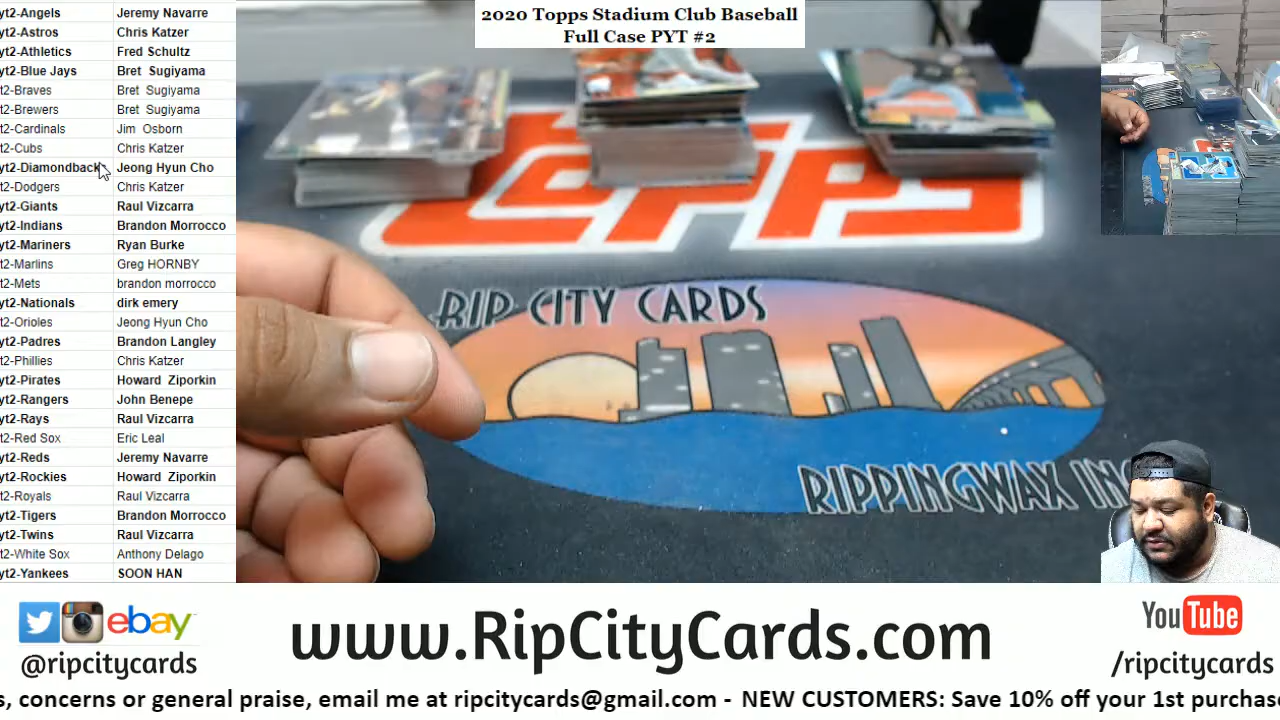 2020 Topps Stadium Club Baseball
Full Case PYT #2
yt2-Angels Jeremy Navarre
yt2-Astros Chris Katzer
yt2-Athletics Fred Schultz
yt2-Blue Jays Bret Sugiyama
t2-Braves Bret Sugiyama
t2-Brewers Bret Sugiyama
t2-Cardinals Jim Osborn
t2-Cubs Chris Katzer
yt2-Diamondback Jeong Hyun Cho
t2-Dodgers Chris Katzer
yt2-Giants Raul Vizcarra
yt2-Indians Brandon Morrocco
yt2-Mariners Ryan Burke
t2-Marlins Greg HORNBY
t2-Mets brandon morrocco
yt2-Nationals dirk emery
t2-Orioles Jeong Hyun Cho
yt2-Padres Brandon Langley
t2-Phillies Chris Katzer
yt2-Pirates Howard Ziporkin
yt2-Rangers John Benepe
yt2-Rays Raul Vizcarra
t2-Red Sox Eric Leal
yt2-Reds Jeremy Navarre
yt2-Rockies Howard Ziporkin
t2-Royals Raul Vizcarra
yt2-Tigers Brandon Morrocco
yt2-Twins Raul Vizcarra
t2-White Sox Anthony Delago
yt2-Yankees SOON HAN
Topps
RIP CITY CARDS
RIPPINGWAX IN
ebay
@ripcitycards
www.RipCityCards.com
YouTube
/ripcitycards
s, concerns or general praise, email me at ripcitycards@gmail.com - NEW CUSTOMERS: Save 10% off your 1st purchase